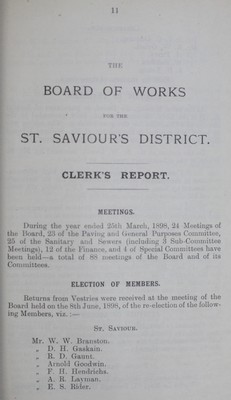 11
THE
BOARD OF WORKS
FOR THE
ST. SAVIOUR'S DISTRICT.
CLERK'S REPORT.
MEETINGS.
During the year ended 25th March, 1898, 24 Meetings of
the Board, 23 of the Paving and General Purposes Committee,
25 of the Sanitary and Sewers (including 3 Sub-Committee
Meetings), 12 of the Finance, and 4 of Special Committees have
been held—a total of 88 meetings of the Board and of its
Committees.
ELECTION OF MEMBERS.
Returns from Vestries were received at the meeting of the
Board held on the 8th June, 1898, of the re-election of the follow-
ing Members, viz. :—
ST. SAVIOUR.
Mr. W. W. Branston.
„ D. H. Gaskain.
„ R. D. Gaunt.
„ Arnold Goodwin.
„ F. H. Hendricks.
„ A. R. Layman.
„ E. S. Rider.